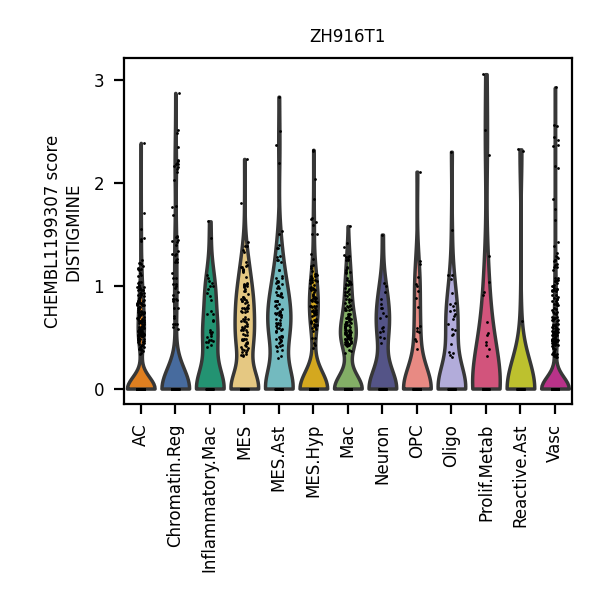 ZH916T1
CHEMBL1199307 score
DISTIGMINE
3
2
1
0
AC
Chromatin.Reg
Inflammatory.Mac
MES
MES.Ast
MES.Hyp
Mac
Neuron
OPC
Oligo
Prolif.Metab
Reactive.Ast
Vasc